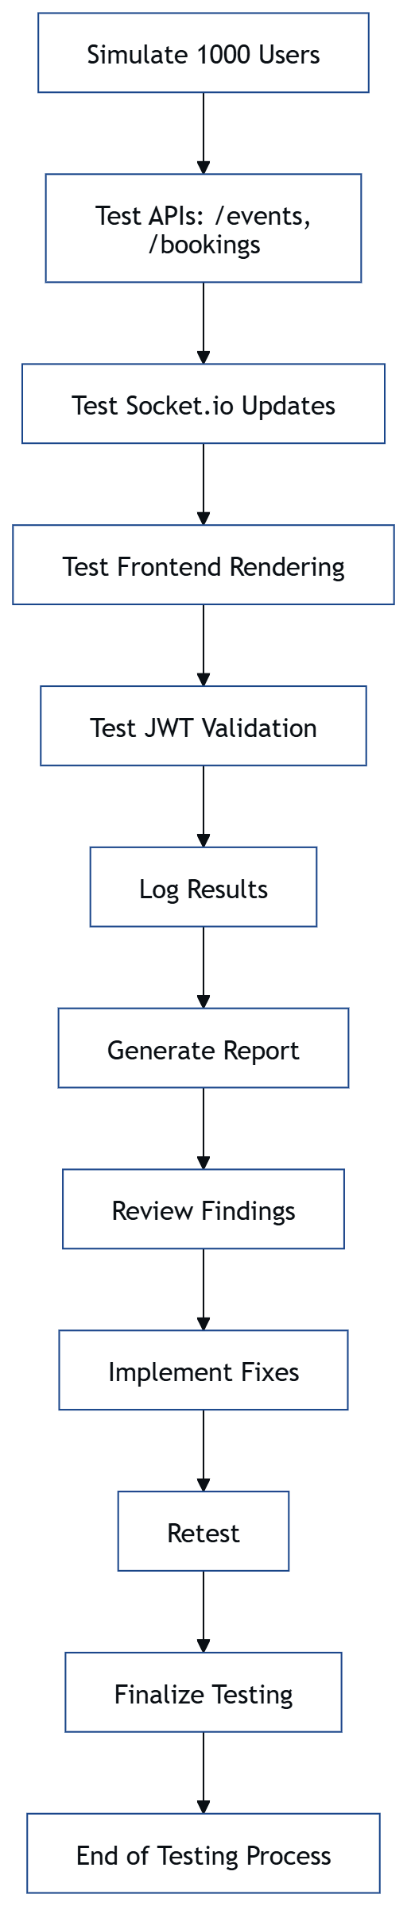 Simulate 1000 Users
Test APIs: /events,
/bookings
Test Socket.io Updates
Test Frontend Rendering
Test JWT Validation
Log Results
Generate Report
Review Findings
Implement Fixes
Retest
Finalize Testing
End of Testing Process